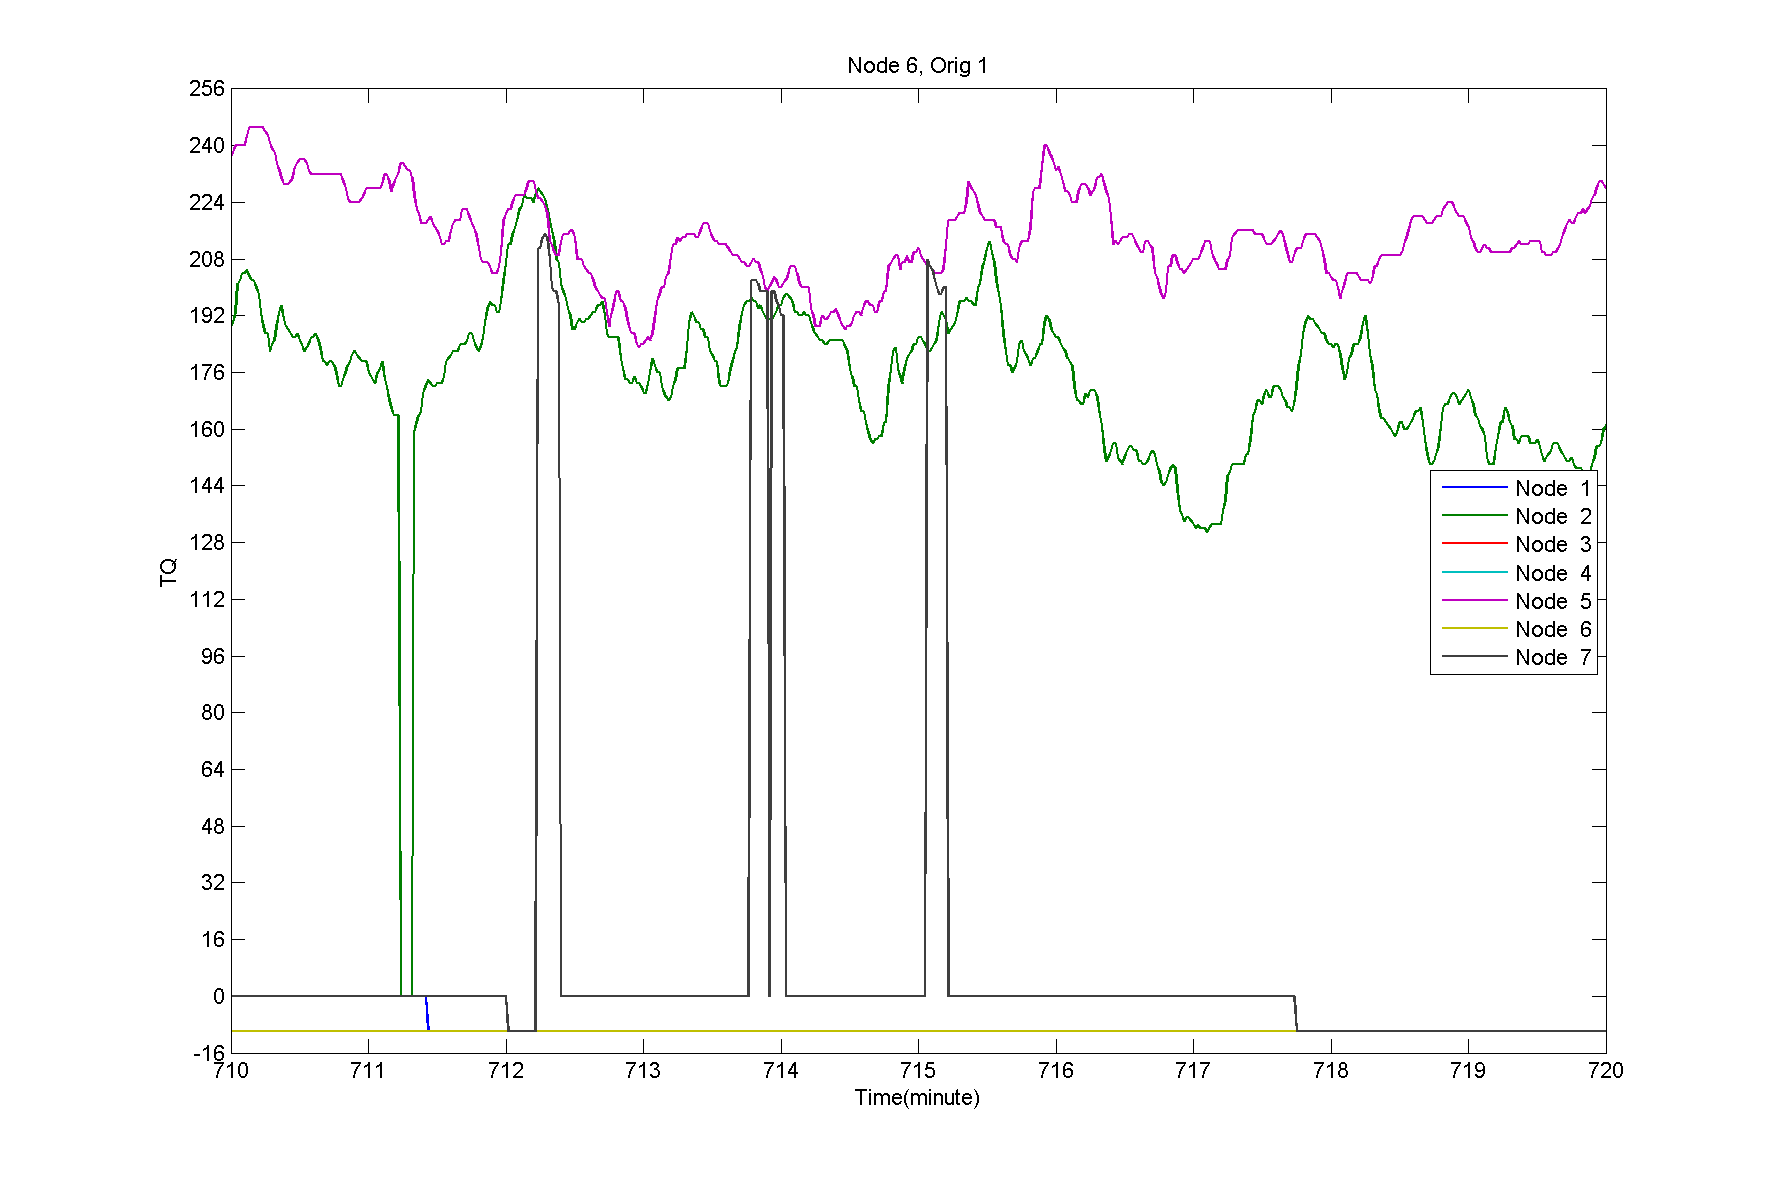 Node 6, Orig 1
256
240
224
208
192
176
160
144
128
112
96
80
64
48
32
16
0
-16
TQ
710 711 712 713 714 715 716 717 718 719 720
Time(minute)
Node 1
Node 2
Node 3
Node 4
Node 5
Node 6
Node 7